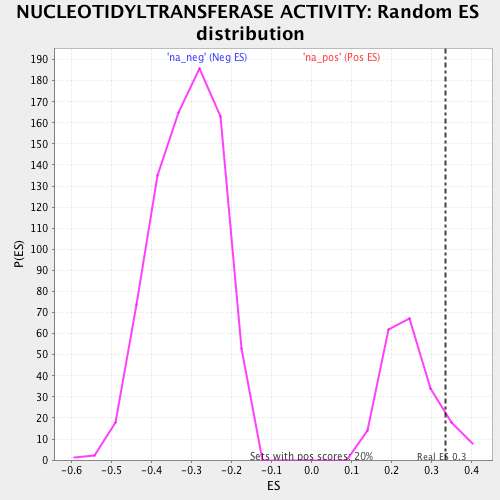 NUCLEOTIDYLTRANSFERASE ACTIVITY: Random ES
distribution
'na_neg' (Neg ES) 'na_pos' (Pos ES)
190
180
170
160
150
140
130
120
110
100
90
80
70
60
50
40
30
20
10
0
P(ES)
Sets with pos scores: 20%
Real ES 0.3
-0.6 -0.5 -0.4 -0.3 -0.2 -0.1 0.0 0.1 0.2 0.3 0.4
ES